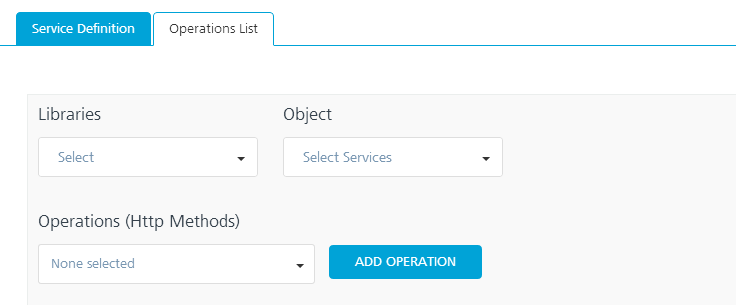 Service Definition
Operations List
Libraries
Object
Select
Select Services
Operations (Http Methods)
None selected
ADD OPERATION